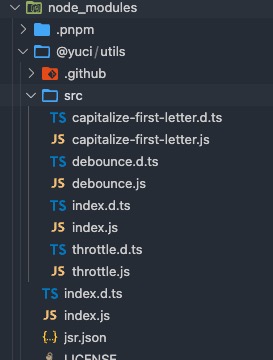 node_modules
.pnpm
@yuci/utils
.github
src
TS capitalize-first-letter.d.ts
JS capitalize-first-letter.js
TS debounce.d.ts
JS debounce.js
TS index.d.ts
JS index.js
TS throttle.d.ts
JS throttle.js
TS index.d.ts
JS index.js
{..} jsr.json
LICENSE